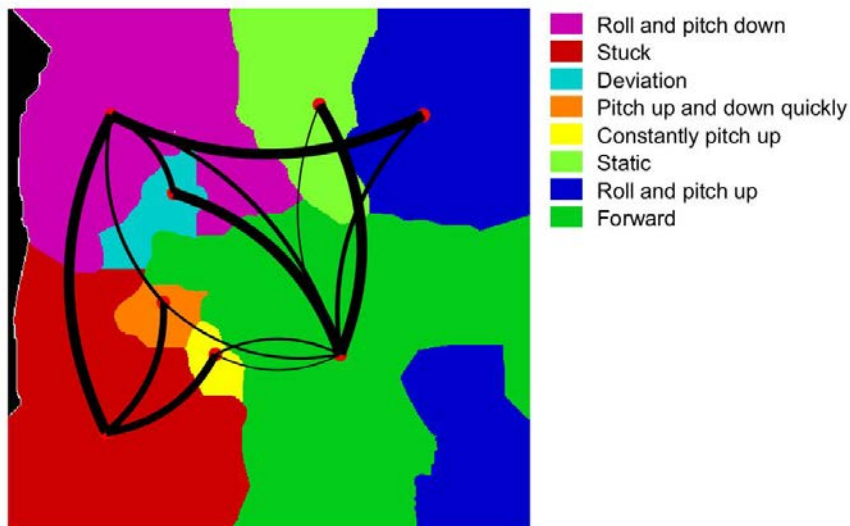 Roll and pitch down
Stuck
Deviation
Pitch up and down quickly
Constantly pitch up
Static
Roll and pitch up
Forward